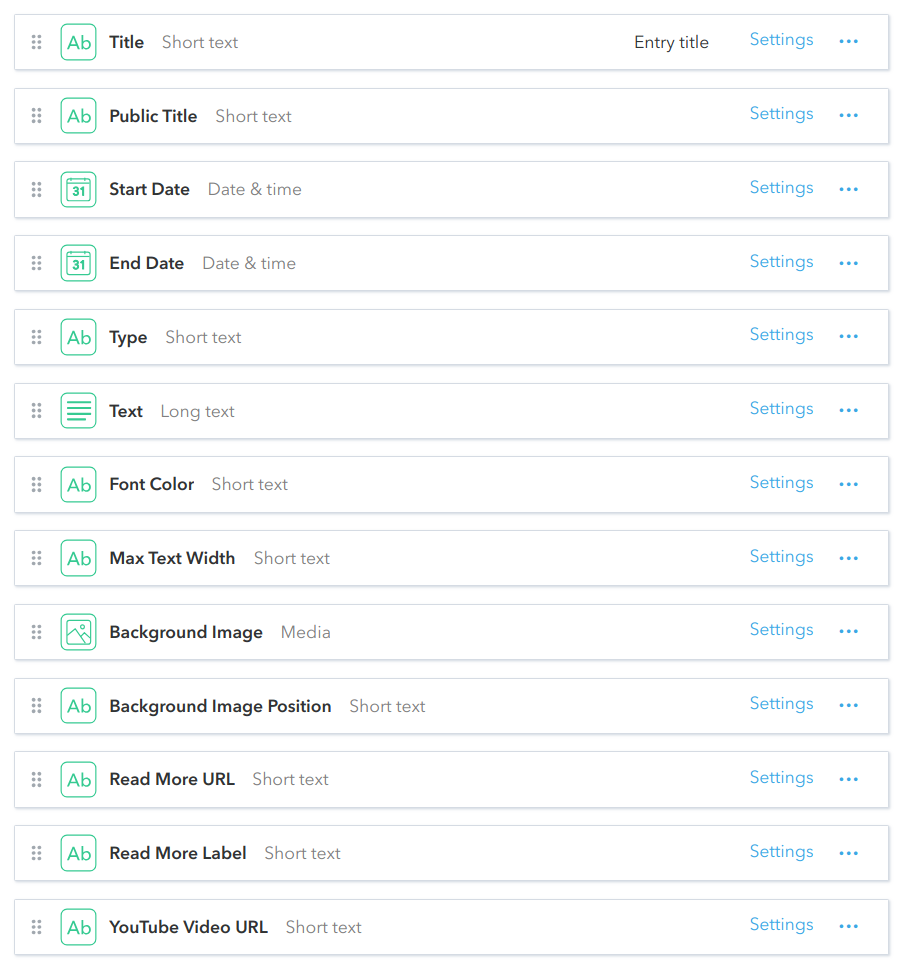 Ab Title Short text Entry title Settings
Ab Public Title Short text Settings
31 Start Date Date & time Settings
31 End Date Date & time Settings
Ab Type Short text Settings
Text Long text Settings
Ab Font Color Short text Settings
Ab Max Text Width Short text Settings
Background Image Media Settings
Ab Background Image Position Short text Settings
Ab Read More URL Short text Settings
Ab Read More Label Short text Settings
Ab YouTube Video URL Short text Settings